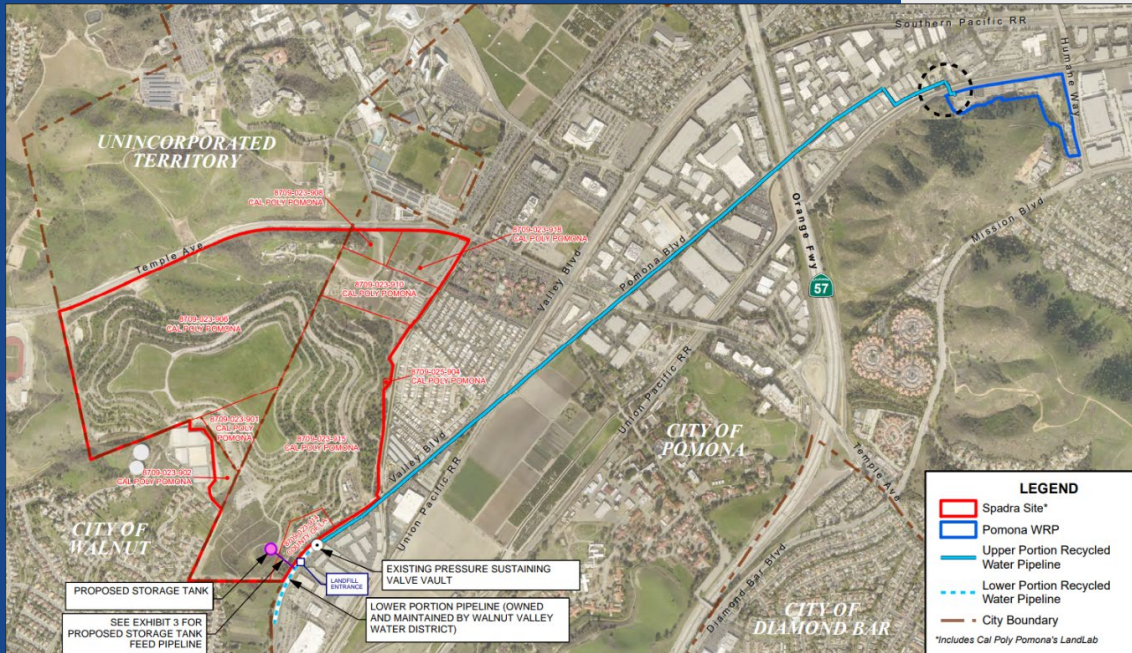 Southern Pacific RR
Humane Way
UNINCORPORATED
TERRITORY
8709-023-908
CAL POLY POMONA
8709-023-918
CAL POLY POMONA
Temple Ave
8709-023-910
CAL POLY POMONA
Valley Blvd
Pomona Blvd
Orange Fwy
57
Mission Blvd
8709-023-906
CAL POLY POMONA
8709-025-904
CAL POLY POMONA
Union Pacific RR
8709-023-901
CAL POLY
POMONA
8709-023-915
CAL POLY POMONA
CITY OF
POMONA
8709-023-902
CAL POLY POMONA
Valley Blvd
Union Pacific RR
Temple Ave
CITY OF
WALNUT
Diamond Bar Blvd
CITY OF
DIAMOND BAR
PROPOSED STORAGE TANK
SEE EXHIBIT 3 FOR
PROPOSED STORAGE TANK
FEED PIPELINE
LANDFILL
ENTRANCE
EXISTING PRESSURE SUSTAINING
VALVE VAULT
LOWER PORTION PIPELINE (OWNED
AND MAINTAINED BY WALNUT VALLEY
WATER DISTRICT)
LEGEND
Spadra Site*
Pomona WRP
Upper Portion Recycled
Water Pipeline
Lower Portion Recycled
Water Pipeline
City Boundary
*Includes Cal Poly Pomona's LandLab